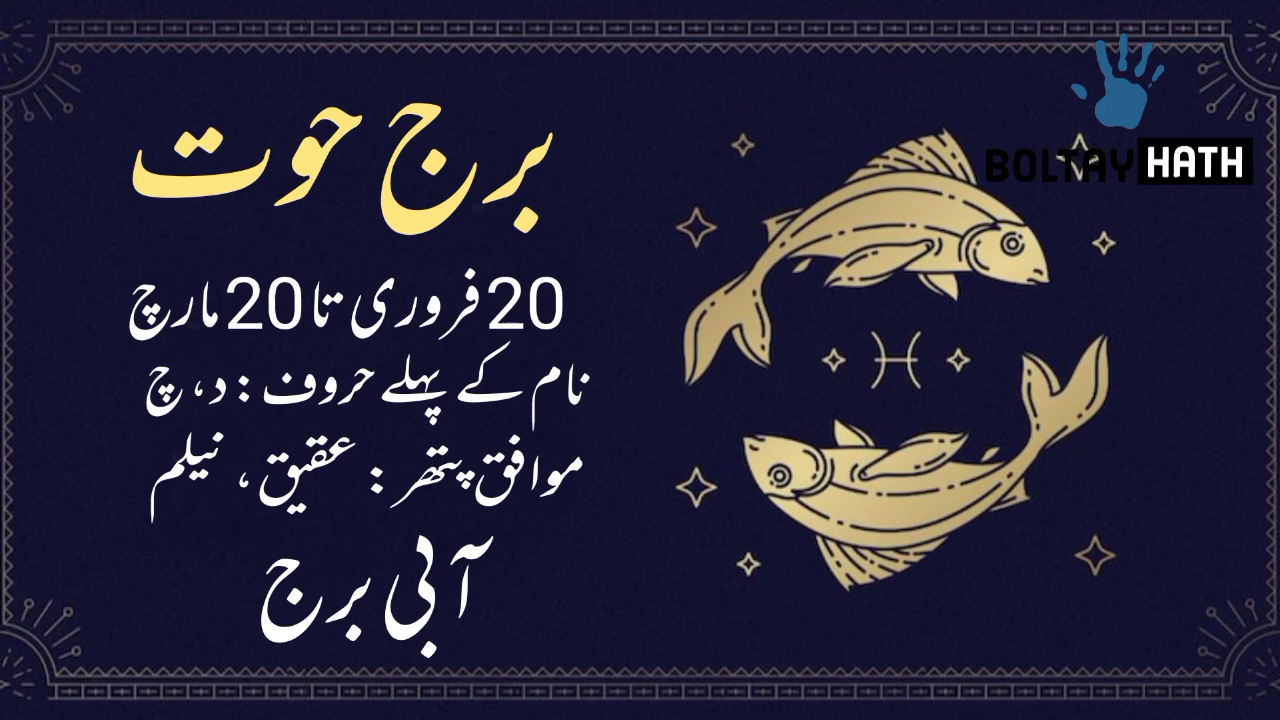 برج حوت
20 فروری تا 20 مارچ
نام کے پہلے حروف : د، چ
موافق پتھر : عقیق، نیلم
آبی برج
BOLTAY HATH